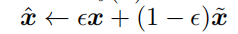 x̂ ← ϵx + (1 − ϵ)x̃